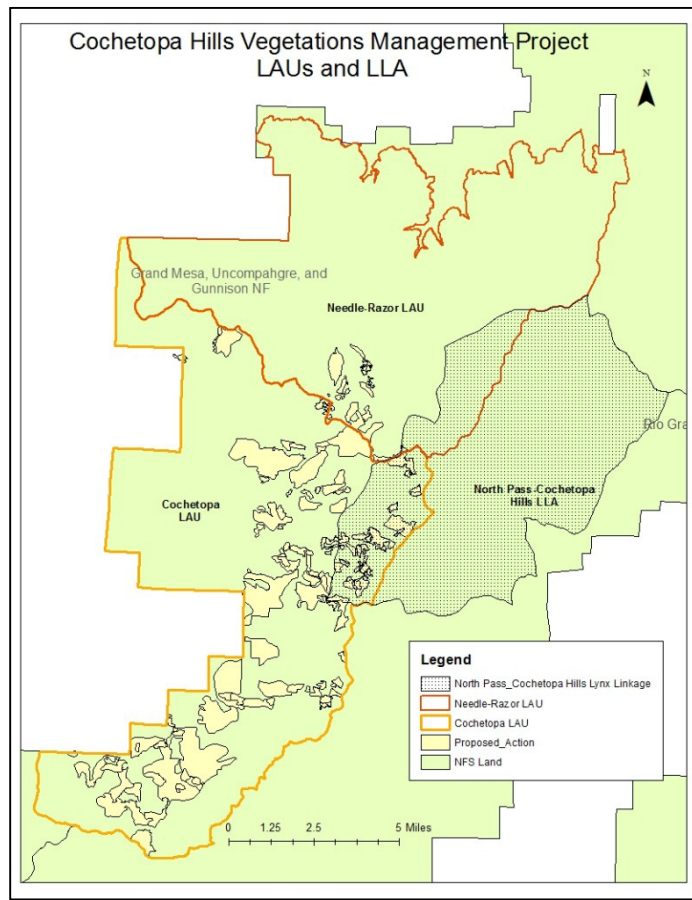 Cochetopa Hills Vegetations Management Project
LAUs and LLA
N
Grand Mesa, Uncompahgre, and
Gunnison NF
Needle-Razor LAU
Rio Gra
North Pass-Cochetopa
Hills LLA
Cochetopa
LAU
Legend
North Pass_Cochetopa Hills Lynx Linkage
Needle-Razor LAU
Cochetopa LAU
Proposed_Action
NFS Land
0 1.25 2.5 5 Miles